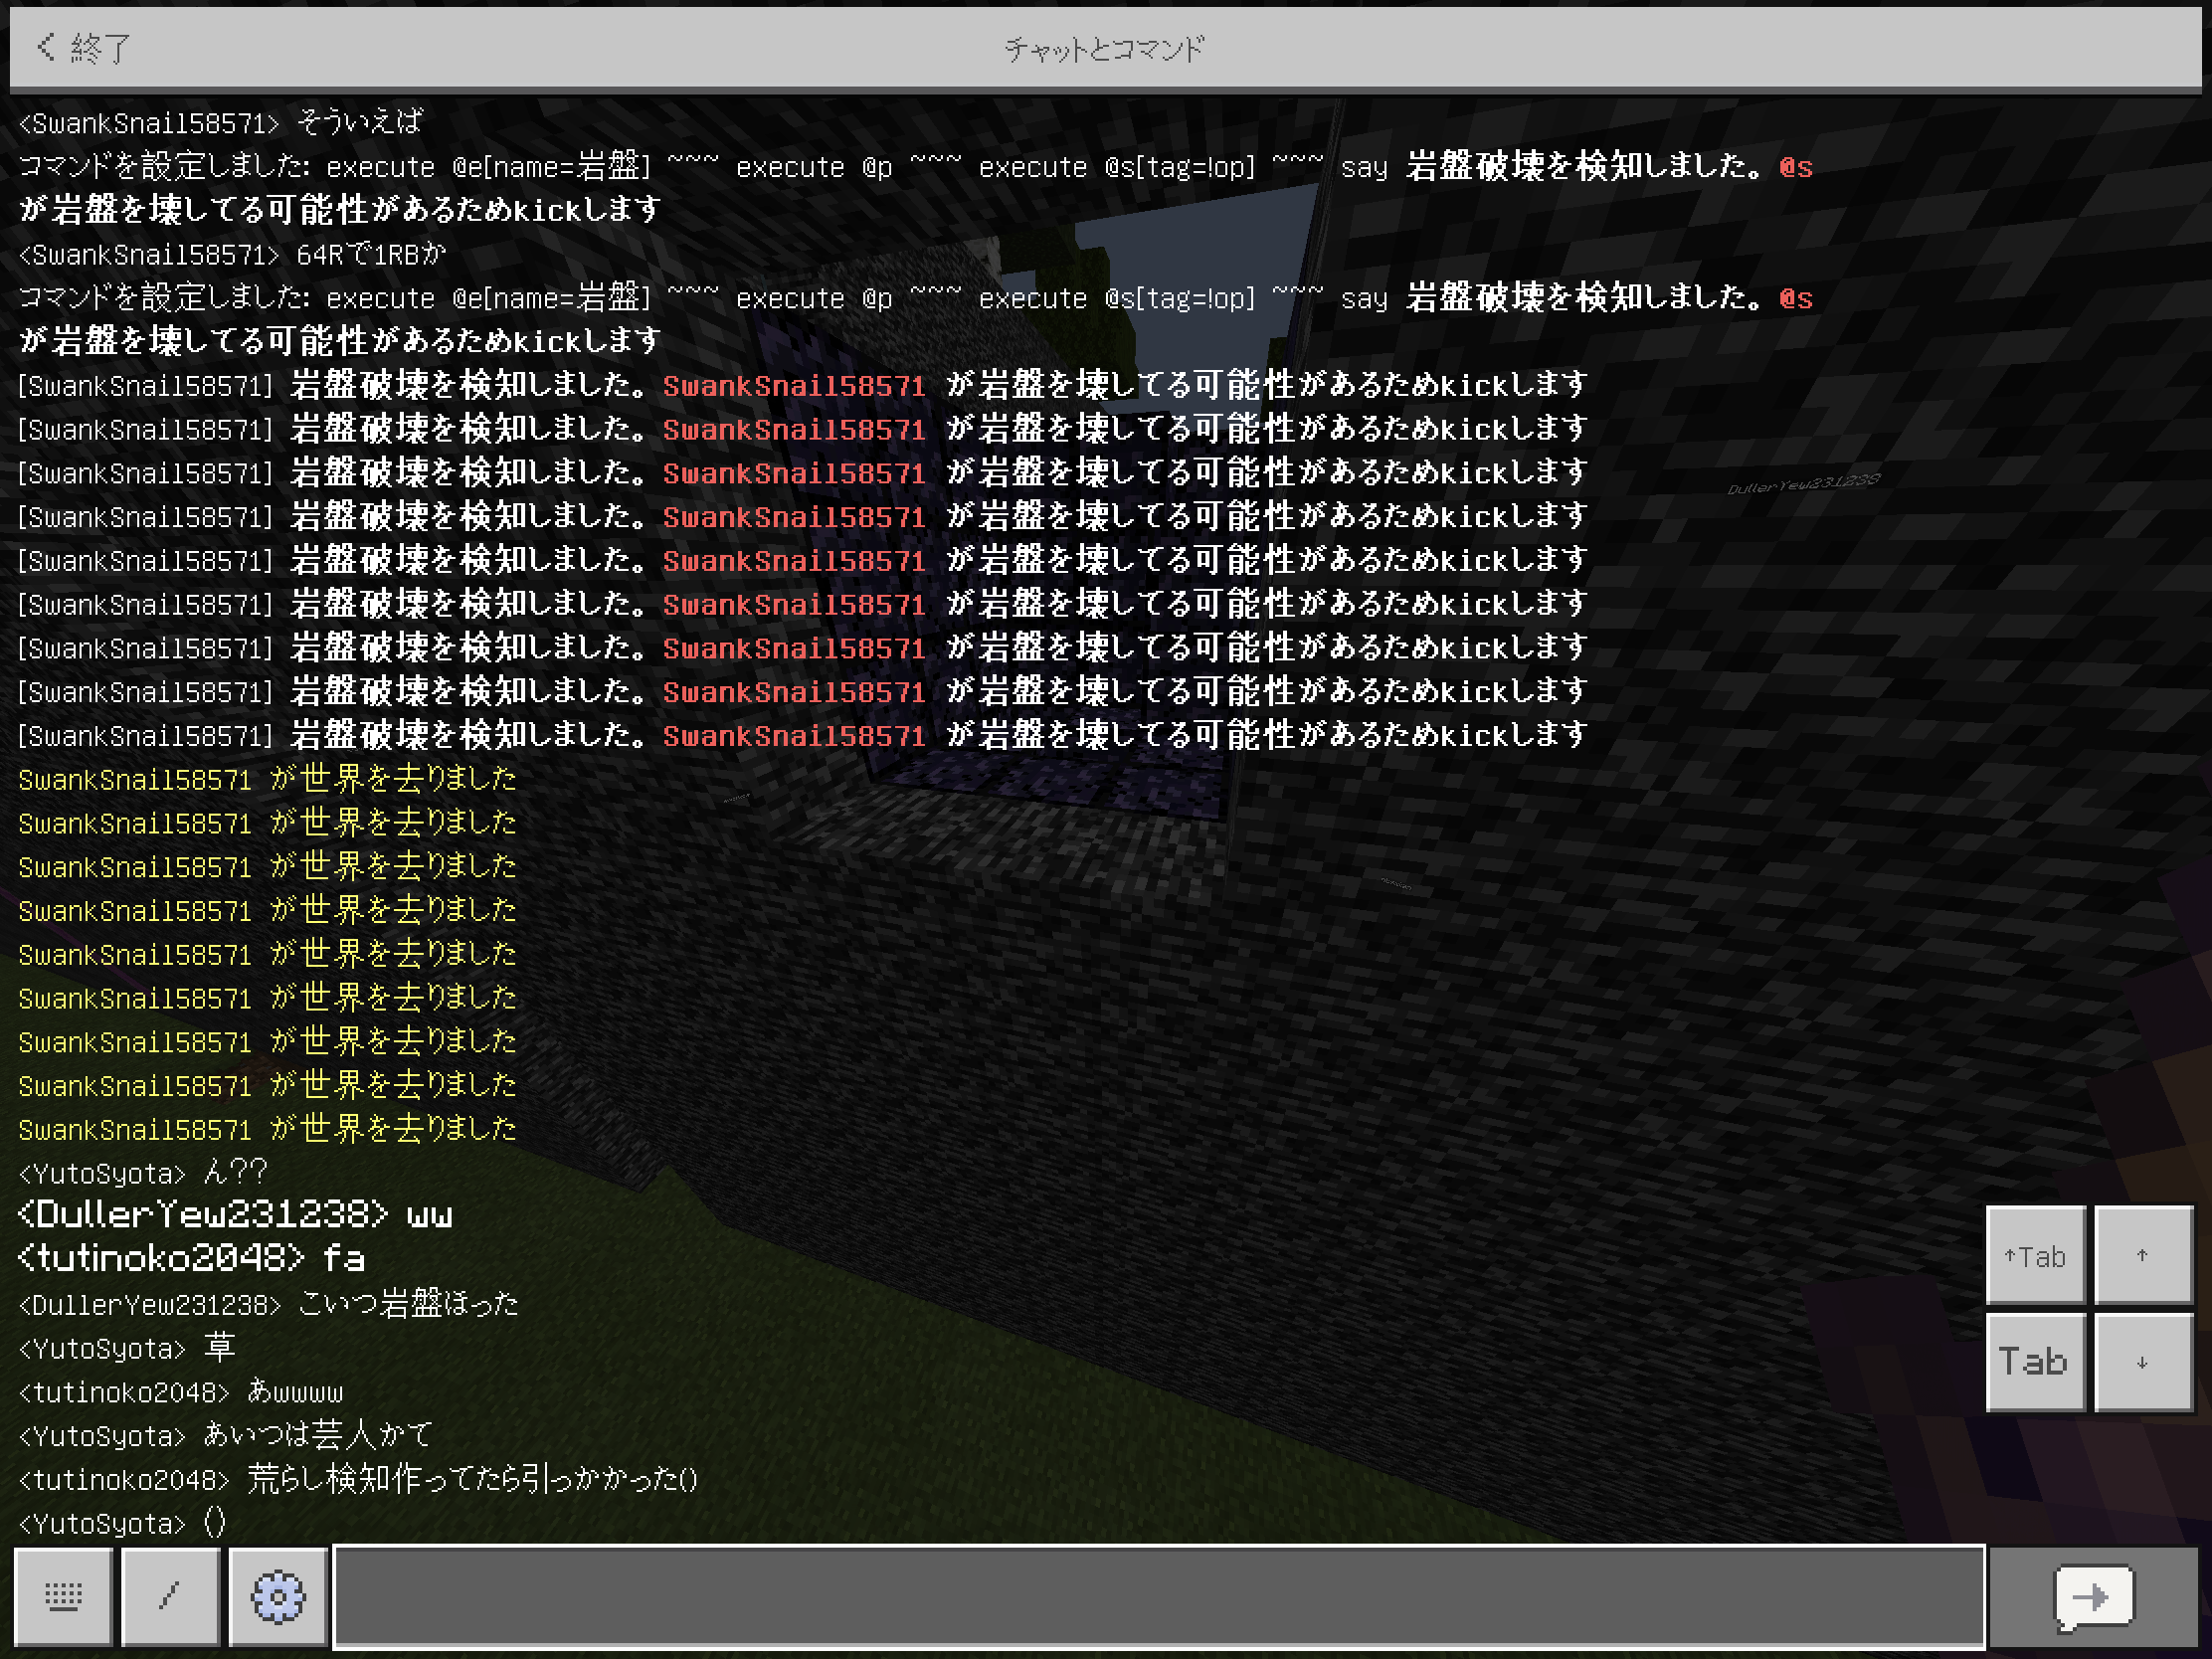 終了
チャットとコマンド
<SwankSnail58571> そういえば
コマンドを設定しました: execute @e[name=岩盤] ~~~ execute @p ~~~ execute @s[tag=!op] ~~~ say 岩盤破壊を検知しました。@s
が岩盤を壊してる可能性があるためkickします
<SwankSnail58571> 64Rで1RBか
コマンドを設定しました: execute @e[name=岩盤] ~~~ execute @p ~~~ execute @s[tag=!op] ~~~ say 岩盤破壊を検知しました。@s
が岩盤を壊してる可能性があるためkickします
[SwankSnail58571] 岩盤破壊を検知しました。SwankSnail58571 が岩盤を壊してる可能性があるためkickします
[SwankSnail58571] 岩盤破壊を検知しました。SwankSnail58571 が岩盤を壊してる可能性があるためkickします
[SwankSnail58571] 岩盤破壊を検知しました。SwankSnail58571 が岩盤を壊してる可能性があるためkickします
[SwankSnail58571] 岩盤破壊を検知しました。SwankSnail58571 が岩盤を壊してる可能性があるためkickします
[SwankSnail58571] 岩盤破壊を検知しました。SwankSnail58571 が岩盤を壊してる可能性があるためkickします
[SwankSnail58571] 岩盤破壊を検知しました。SwankSnail58571 が岩盤を壊してる可能性があるためkickします
[SwankSnail58571] 岩盤破壊を検知しました。SwankSnail58571 が岩盤を壊してる可能性があるためkickします
[SwankSnail58571] 岩盤破壊を検知しました。SwankSnail58571 が岩盤を壊してる可能性があるためkickします
[SwankSnail58571] 岩盤破壊を検知しました。SwankSnail58571 が岩盤を壊してる可能性があるためkickします
DullerYew231238
SwankSnail58571 が世界を去りました
SwankSnail58571 が世界を去りました
SwankSnail58571 が世界を去りました
SwankSnail58571 が世界を去りました
SwankSnail58571 が世界を去りました
SwankSnail58571 が世界を去りました
SwankSnail58571 が世界を去りました
SwankSnail58571 が世界を去りました
SwankSnail58571 が世界を去りました
<YutoSyota> ん??
<DullerYew231238> ww
<tutinoko2048> fa
<DullerYew231238> こいつ岩盤ほった
<YutoSyota> 草
<tutinoko2048> あwwww
<YutoSyota> あいつは芸人かて
<tutinoko2048> 荒らし検知作ってたら引っかかった()
<YutoSyota> ()
↑Tab ↑
Tab ↓
/